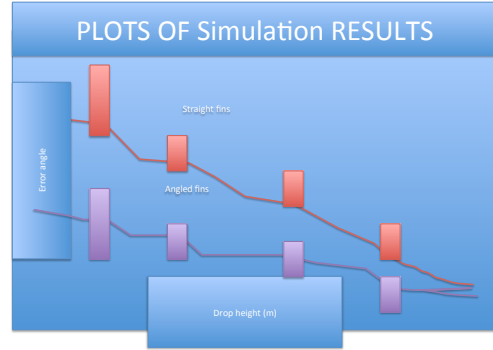 PLOTS OF Simulation RESULTS
Straight fins
Error angle
Angled fins
Drop height (m)